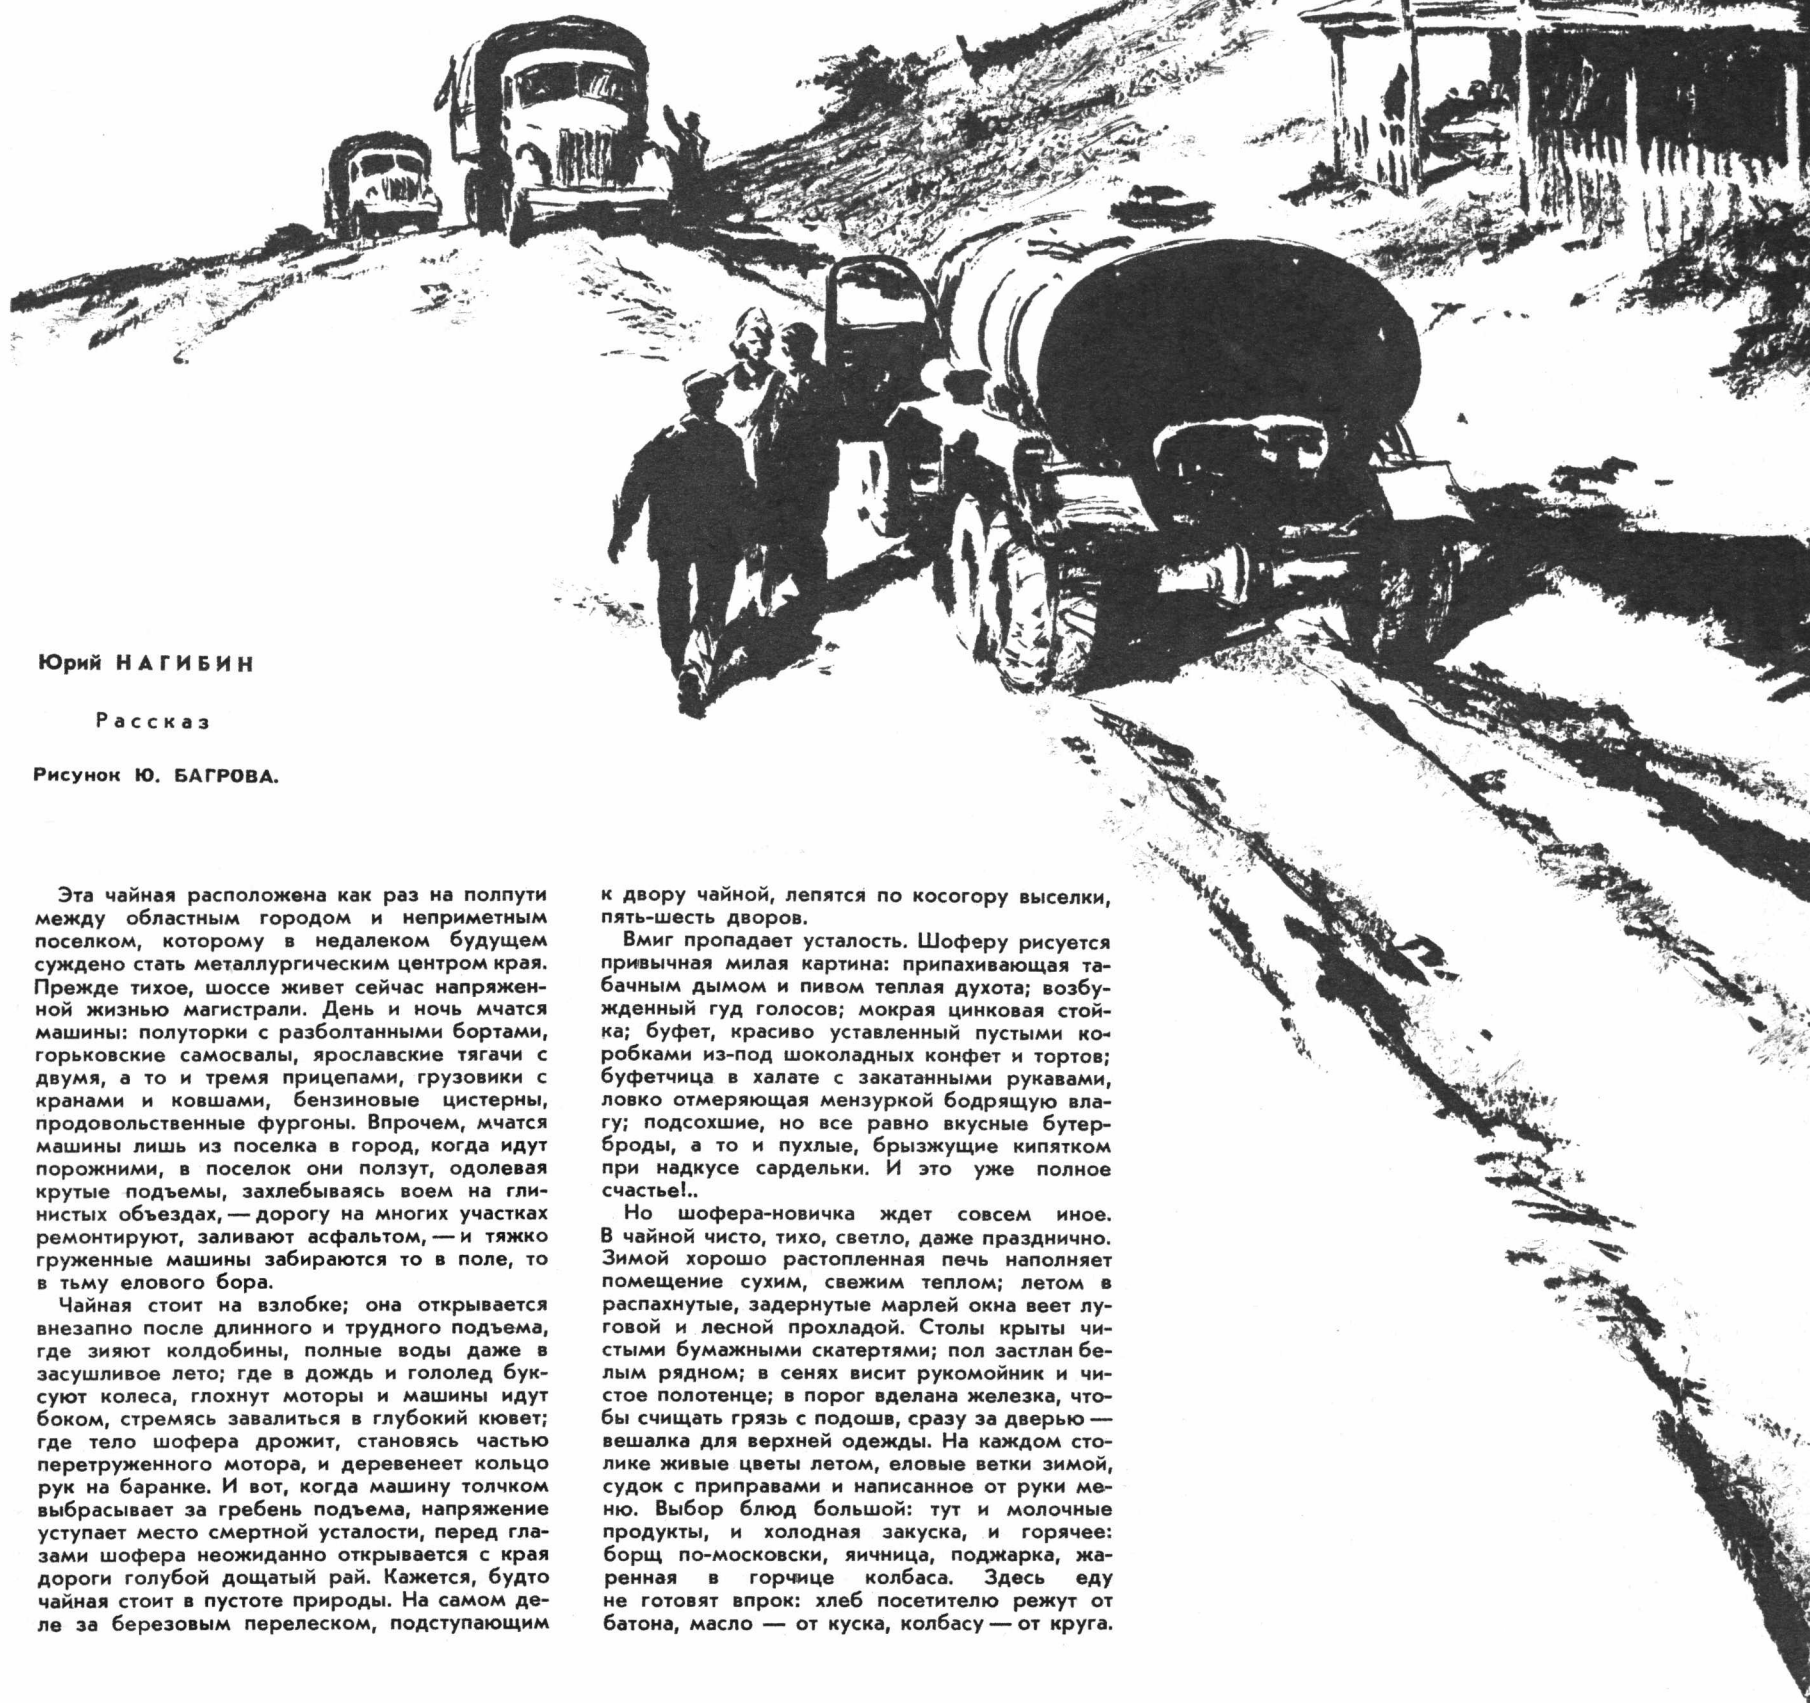 Юрий НАГИБИН
Рассказ
Рисунок Ю. БАГРОВА.
Эта чайная расположена как раз на полпути
между областным городом и неприметным
поселком, которому в недалеком будущем
суждено стать металлургическим центром края.
Прежде тихое, шоссе живет сейчас напряжен-
ной жизнью магистрали. День и ночь мчатся
машины: полуторки с разболтанными бортами,
горьковские самосвалы, ярославские тягачи с
двумя, а то и тремя прицепами, грузовики с
кранами и ковшами, бензиновые цистерны,
продовольственные фургоны. Впрочем, мчатся
машины лишь из поселка в город, когда идут
порожними, в поселок они ползут, одолевая
крутые подъемы, захлебываясь воем на гли-
нистых объездах, — дорогу на многих участках
ремонтируют, заливают асфальтом, — и тяжко
груженные машины забираются то в поле, то
в тьму елового бора.
Чайная стоит на взлобке; она открывается
внезапно после длинного и трудного подъема,
где зияют колдобины, полные воды даже в
засушливое лето; где в дождь и гололед бук-
суют колеса, глохнут моторы и машины идут
боком, стремясь завалиться в глубокий кювет;
где тело шофера дрожит, становясь частью
перетруженного мотора, и деревенеет кольцо
рук на баранке. И вот, когда машину толчком
выбрасывает за гребень подъема, напряжение
уступает место смертной усталости, перед гла-
зами шофера неожиданно открывается с края
дороги голубой дощатый рай. Кажется, будто
чайная стоит в пустоте природы. На самом де-
ле за березовым перелеском, подступающим
к двору чайной, лепятся по косогору выселки,
пять-шесть дворов.
Вмиг пропадает усталость. Шоферу рисуется
привычная милая картина: припахивающая та-
бачным дымом и пивом теплая духота; возбу-
жденный гуд голосов; мокрая цинковая стой-
ка; буфет, красиво уставленный пустыми ко-
робками из-под шоколадных конфет и тортов;
буфетчица в халате с закатанными рукавами,
ловко отмеряющая мензуркой бодрящую вла-
гу; подсохшие, но все равно вкусные бутер-
броды, а то и пухлые, брызжущие кипятком
при надкусе сардельки. И это уже полное
счастье!..
Но шофера-новичка ждет совсем иное.
В чайной чисто, тихо, светло, даже празднично.
Зимой хорошо растопленная печь наполняет
помещение сухим, свежим теплом; летом в
распахнутые, задернутые марлей окна веет лу-
говой и лесной прохладой. Столы крыты чи-
стыми бумажными скатертями; пол застлан бе-
лым рядном; в сенях висит рукомойник и чи-
стое полотенце; в порог вделана железка, что-
бы счищать грязь с подошв, сразу за дверью —
вешалка для верхней одежды. На каждом сто-
лике живые цветы летом, еловые ветки зимой,
судок с приправами и написанное от руки ме-
ню. Выбор блюд большой: тут и молочные
продукты, и холодная закуска, и горячее:
борщ по-московски, яичница, поджарка, жа-
ренная в горчице колбаса. Здесь еду
не готовят впрок: хлеб посетителю режут от
батона, масло — от куска, колбасу — от круга.